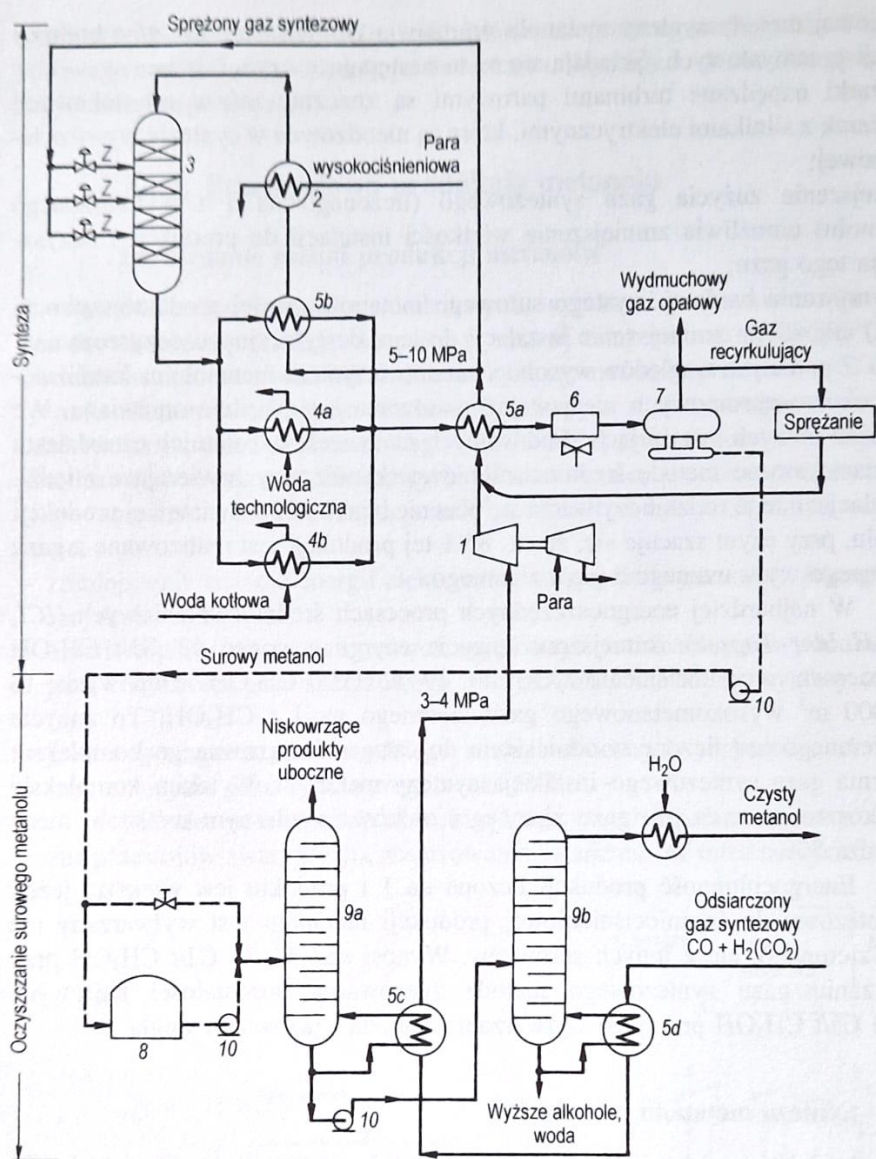 Sprężony gaz syntezowy
Para
wysokociśnieniowa
Z
3
2
Z
Z
Wydmuchowy
gaz opałowy
5b
Gaz
recyrkulujący
5–10 MPa
5a
6
4a
Sprężanie
Synteza
Woda
technologiczna
4b
1
Woda kotłowa
Para
Surowy metanol
10
Niskowrzące
produkty
uboczne
3–4 MPa
H₂O
Czysty
metanol
9a
9b
Odsiarczony
gaz syntezowy
CO + H₂(CO₂)
Oczyszczanie surowego metanolu
5c
5d
8
10
10
Wyższe alkohole,
woda